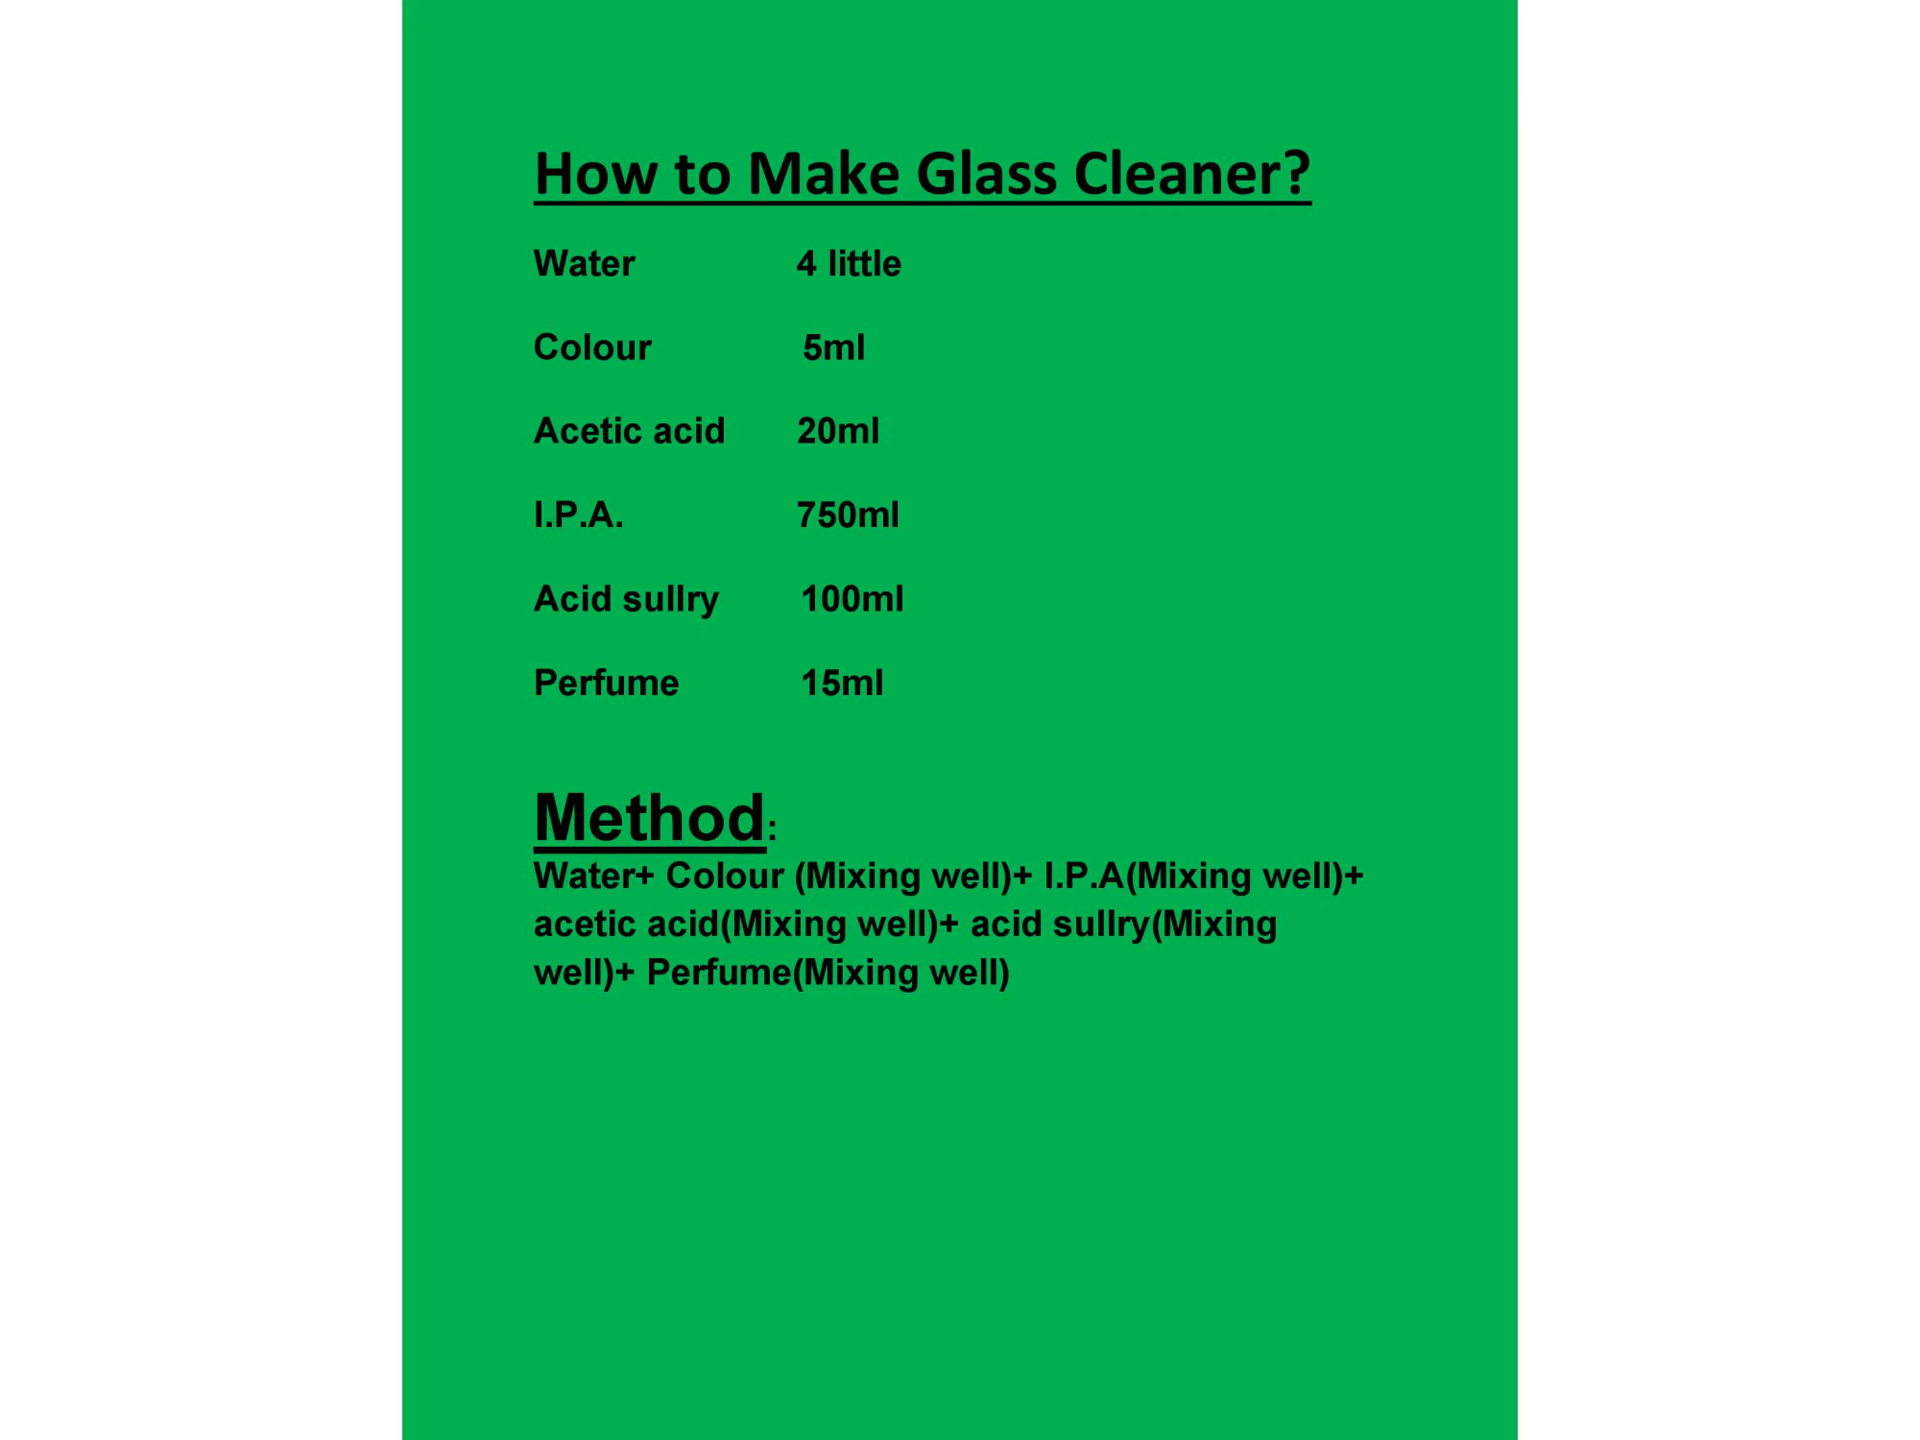 How to Make Glass Cleaner?
Water 4 little
Colour 5ml
Acetic acid 20ml
I.P.A. 750ml
Acid sullry 100ml
Perfume 15ml
Method:
Water+ Colour (Mixing well)+ I.P.A(Mixing well)+
acetic acid(Mixing well)+ acid sullry(Mixing
well)+ Perfume(Mixing well)